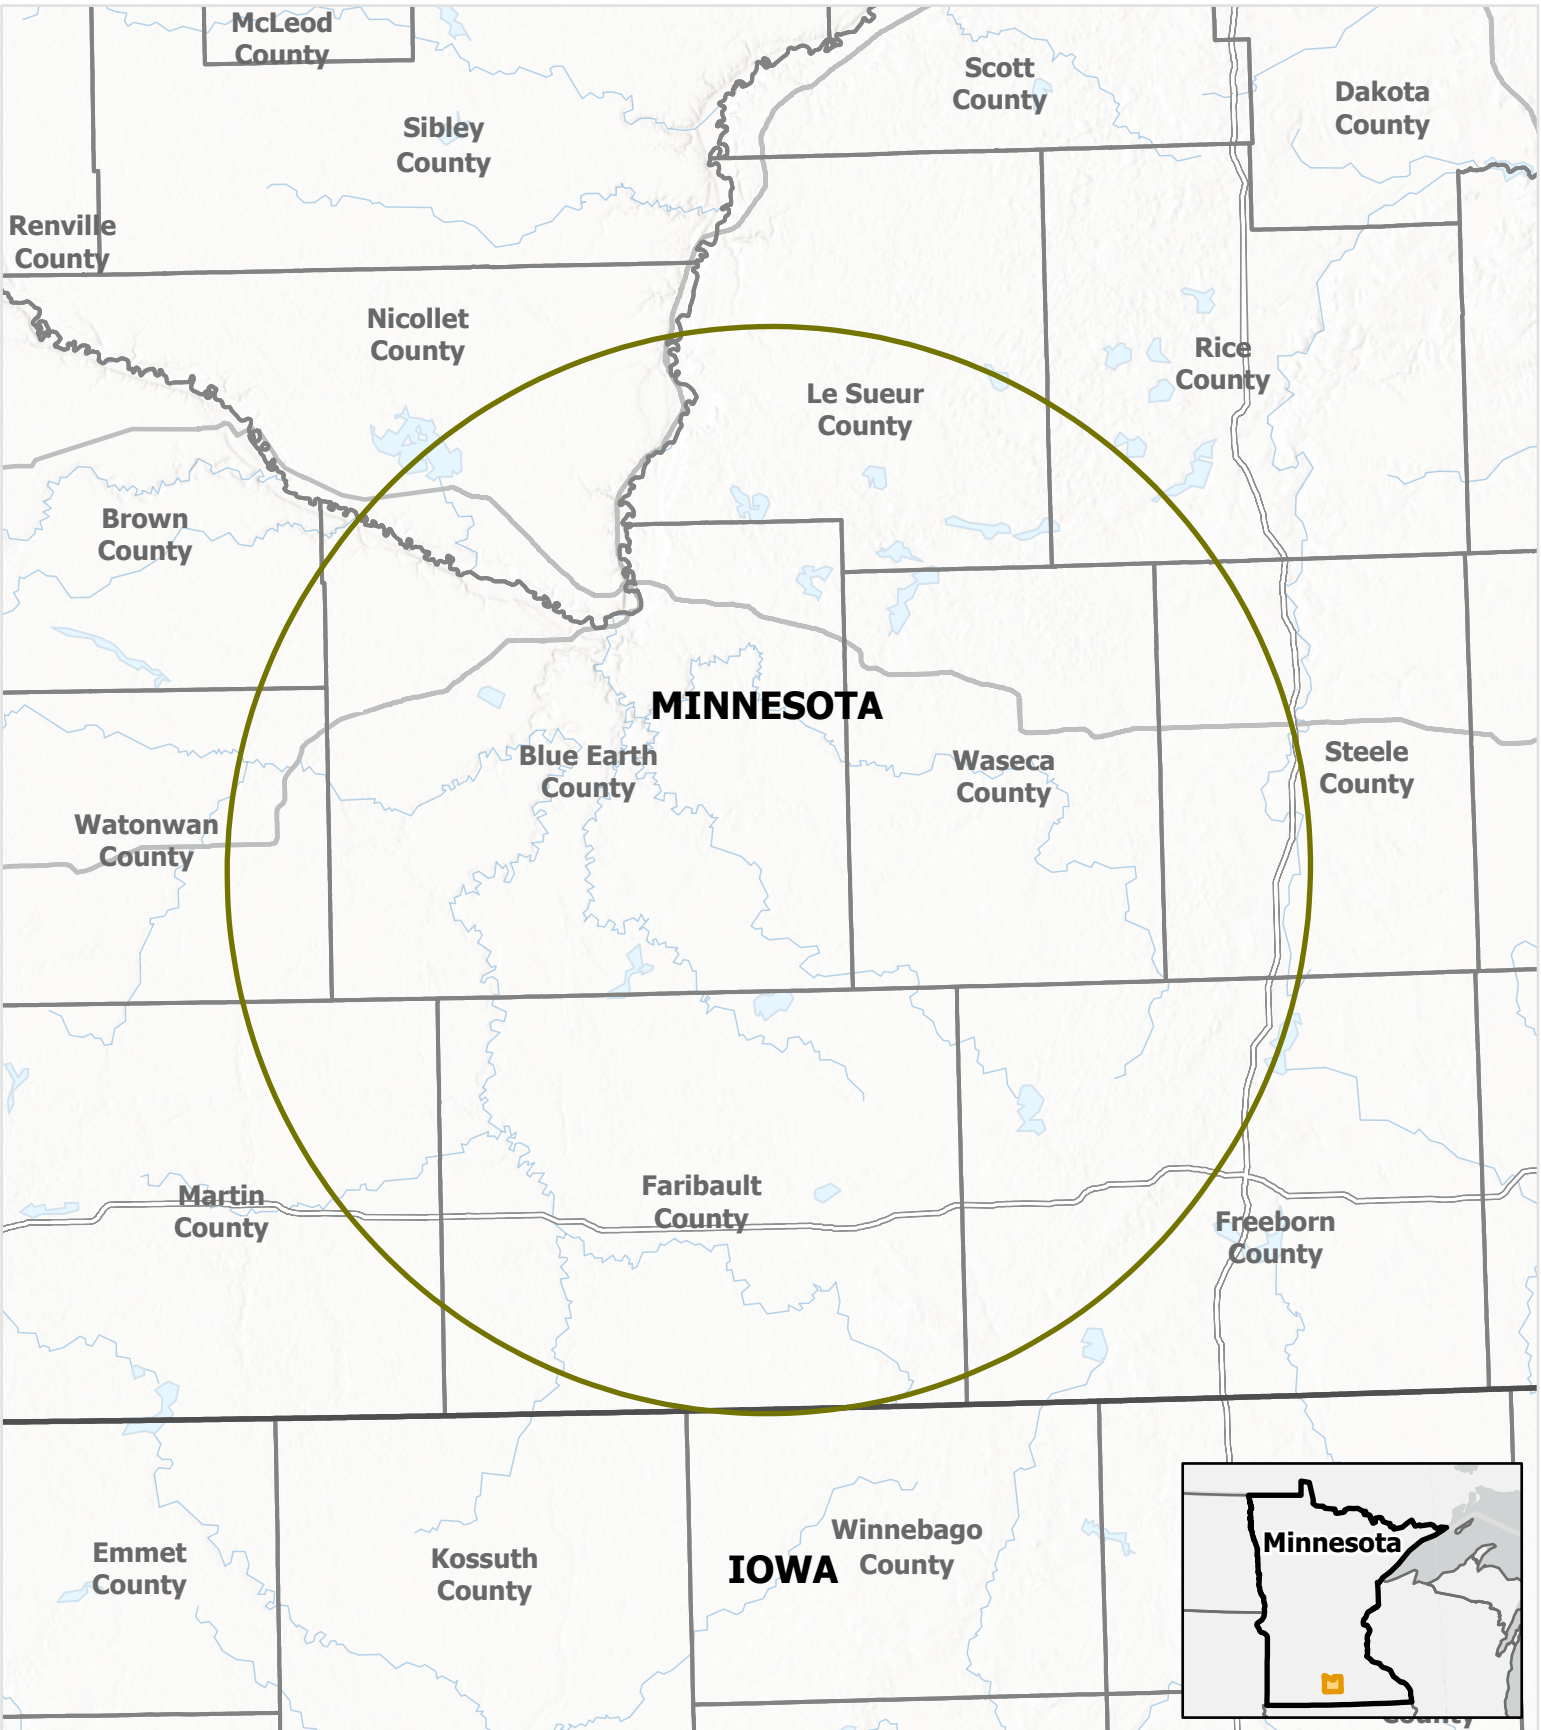 McLeod
County
Scott
County
Dakota
County
Sibley
County
Renville
County
Nicollet
County
Rice
County
Le Sueur
County
Brown
County
MINNESOTA
Blue Earth
County
Waseca
County
Steele
County
Watonwan
County
Martin
County
Faribault
County
Freeborn
County
Emmet
County
Kossuth
County
IOWA
Winnebago
County
Minnesota
County